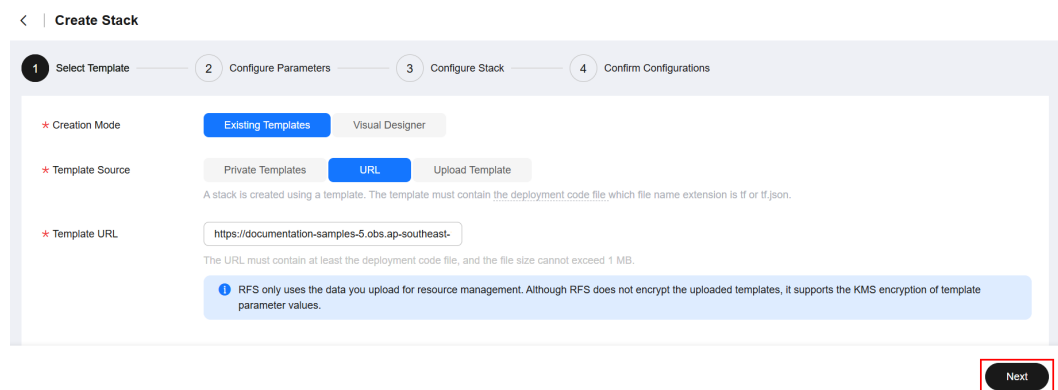 Create Stack
1 Select Template 2 Configure Parameters 3 Configure Stack 4 Confirm Configurations
* Creation Mode Existing Templates Visual Designer
* Template Source Private Templates URL Upload Template
A stack is created using a template. The template must contain the deployment code file which file name extension is tf or tf.json.
* Template URL https://documentation-samples-5.obs.ap-southeast-
The URL must contain at least the deployment code file, and the file size cannot exceed 1 MB.
RFS only uses the data you upload for resource management. Although RFS does not encrypt the uploaded templates, it supports the KMS encryption of template
parameter values.
Next